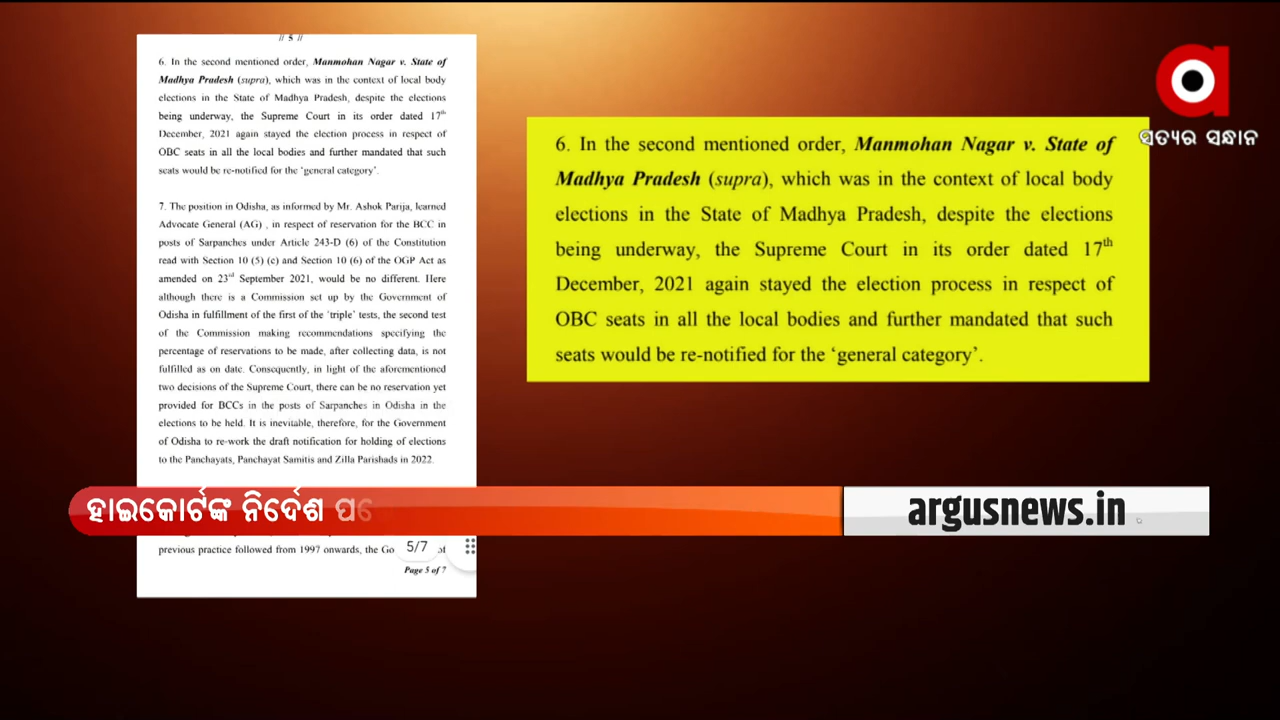 // 5 //
6. In the second mentioned order, Manmohan Nagar v. State of
Madhya Pradesh (supra), which was in the context of local body
elections in the State of Madhya Pradesh, despite the elections
being underway, the Supreme Court in its order dated 17th
December, 2021 again stayed the election process in respect of
OBC seats in all the local bodies and further mandated that such
seats would be re-notified for the ‘general category’.
7. The position in Odisha, as informed by Mr. Ashok Parija, learned
Advocate General (AG) , in respect of reservation for the BCC in
posts of Sarpanches under Article 243-D (6) of the Constitution
read with Section 10 (5) (c) and Section 10 (6) of the OGP Act as
amended on 23rd September 2021, would be no different. Here
although there is a Commission set up by the Government of
Odisha in fulfillment of the first of the ‘triple’ tests, the second test
of the Commission making recommendations specifying the
percentage of reservations to be made, after collecting data, is not
fulfilled as on date. Consequently, in light of the aforementioned
two decisions of the Supreme Court, there can be no reservation yet
provided for BCCs in the posts of Sarpanches in Odisha in the
elections to be held. It is inevitable, therefore, for the Government
of Odisha to re-work the draft notification for holding of elections
to the Panchayats, Panchayat Samitis and Zilla Parishads in 2022.
previous practice followed from 1997 onwards, the Go of
5/7
Page 5 of 7
6. In the second mentioned order, Manmohan Nagar v. State of
Madhya Pradesh (supra), which was in the context of local body
elections in the State of Madhya Pradesh, despite the elections
being underway, the Supreme Court in its order dated 17th
December, 2021 again stayed the election process in respect of
OBC seats in all the local bodies and further mandated that such
seats would be re-notified for the ‘general category’.
ସତ୍ୟର ସନ୍ଧାନ
ହାଇକୋର୍ଟଙ୍କ ନିର୍ଦେଶ
argusnews.in